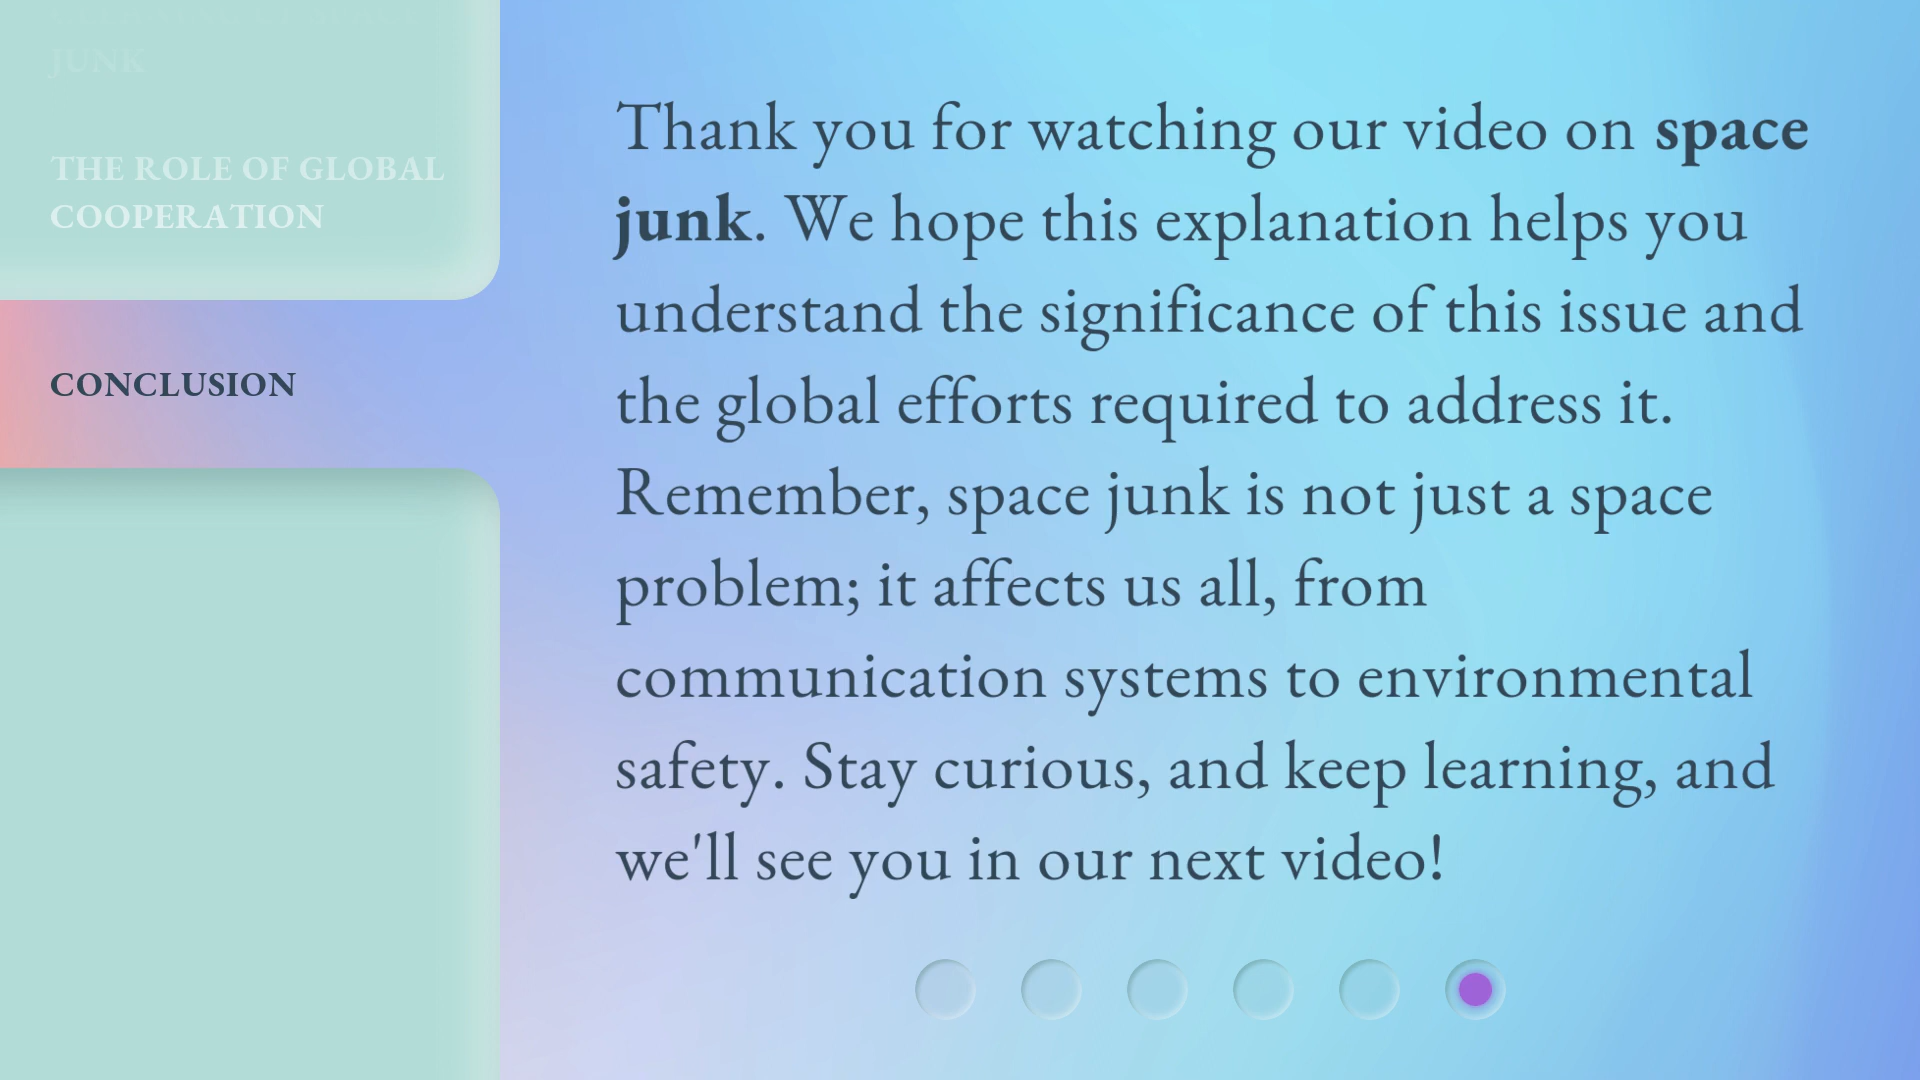 JUNK
THE ROLE OF GLOBAL
COOPERATION
CONCLUSION
Thank you for watching our video on space
junk. We hope this explanation helps you
understand the significance of this issue and
the global efforts required to address it.
Remember, space junk is not just a space
problem; it affects us all, from
communication systems to environmental
safety. Stay curious, and keep learning, and
we'll see you in our next video!